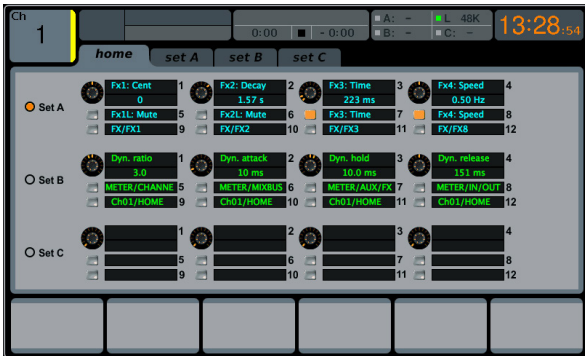 Ch
1
0:00 - 0:00
A: - L 48K
B: - C: -
13:28:54
home set A set B set C
Set A
Fx1: Cent 1 Fx2: Decay 2 Fx3: Time 3 Fx4: Speed 4
0 1.57 s 223 ms 0.50 Hz
Fx1L: Mute 5 Fx2L: Mute 6 Fx3: Time 7 Fx4: Speed 8
FX/FX1 9 FX/FX2 10 FX/FX3 11 FX/FX8 12
Set B
Dyn. ratio 1 Dyn. attack 2 Dyn. hold 3 Dyn. release 4
3.0 10 ms 10.0 ms 151 ms
METER/CHANNE 5 METER/MIXBUS 6 METER/AUX/FX 7 METER/IN/OUT 8
Ch01/HOME 9 Ch01/HOME 10 Ch01/HOME 11 Ch01/HOME 12
Set C
1 2 3 4
5 6 7 8
9 10 11 12